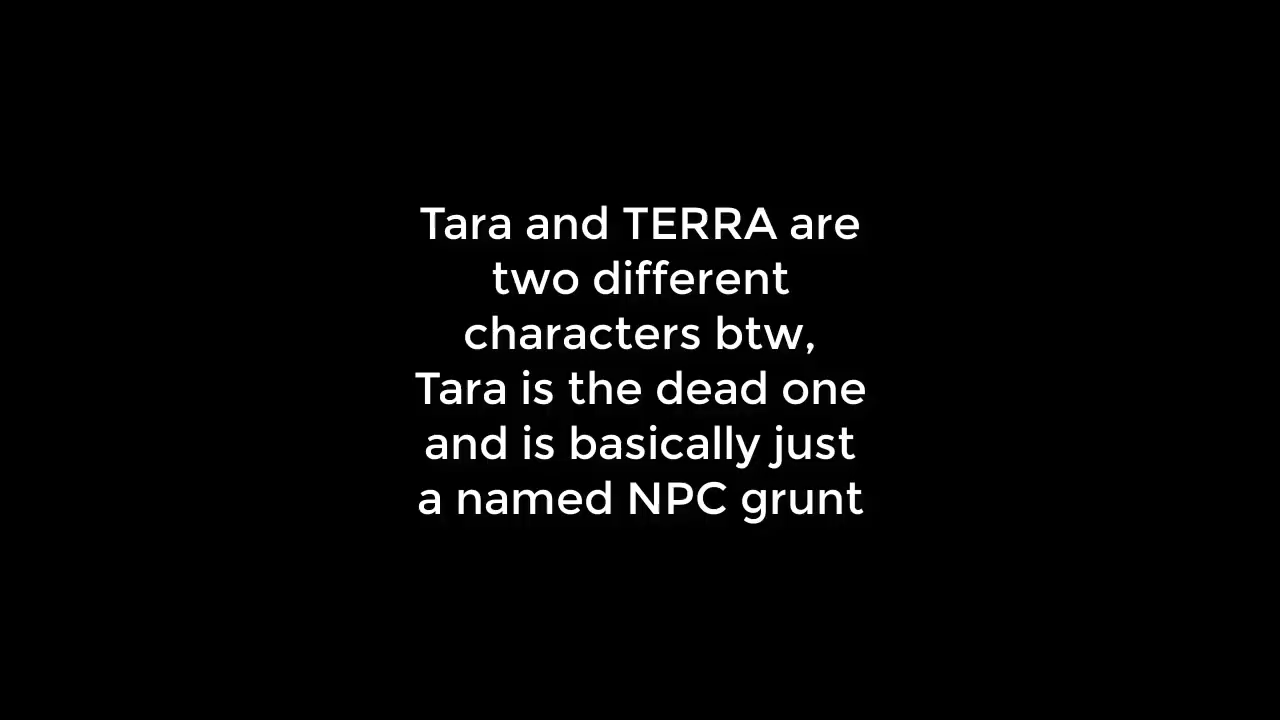 Tara and TERRA are
two different
characters btw,
Tara is the dead one
and is basically just
a named NPC grunt